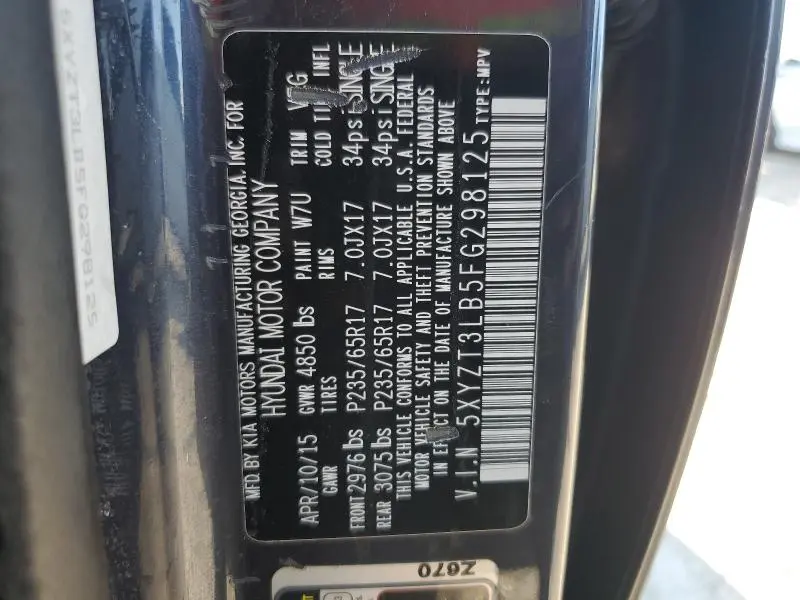 MFD. BY KIA MOTORS MANUFACTURING GEORGIA, INC. FOR
HYUNDAI MOTOR COMPANY
APR/10/15 GVWR 4850 lbs PAINT W7U TRIM
GAWR TIRES RIMS COLD INFL
FRONT 2976 lbs P235/65R17 7.0JX17 34psi SINGLE
REAR 3075 lbs P235/65R17 7.0JX17 34psi SINGLE
THIS VEHICLE CONFORMS TO ALL APPLICABLE U.S.A. FEDERAL
MOTOR VEHICLE SAFETY AND THEFT PREVENTION STANDARDS
IN EFFECT ON THE DATE OF MANUFACTURE SHOWN ABOVE
V.I.N 5XYZT3LB5FG298125 TYPE:MPV
5XYZT3LB5FG298125
Z670